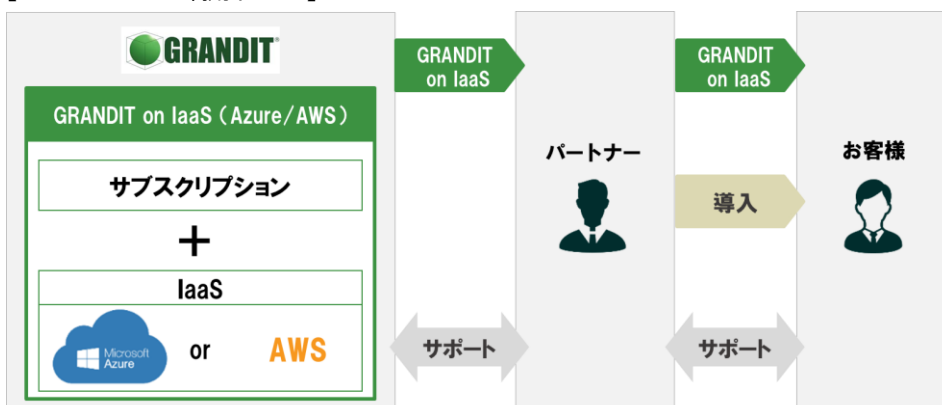 GRANDIT
GRANDIT on IaaS（Azure/AWS）
サブスクリプション
＋
IaaS
Microsoft
Azure
or
AWS
GRANDIT
on IaaS
サポート
パートナー
GRANDIT
on IaaS
導入
サポート
お客様